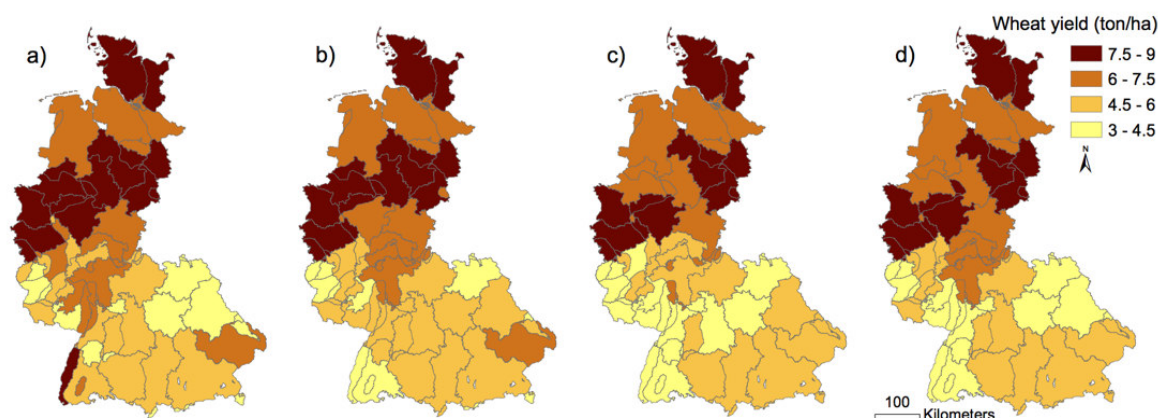 a)
b)
c)
d)
Wheat yield (ton/ha)
7.5 - 9
6 - 7.5
4.5 - 6
3 - 4.5
N
100
Kilometers